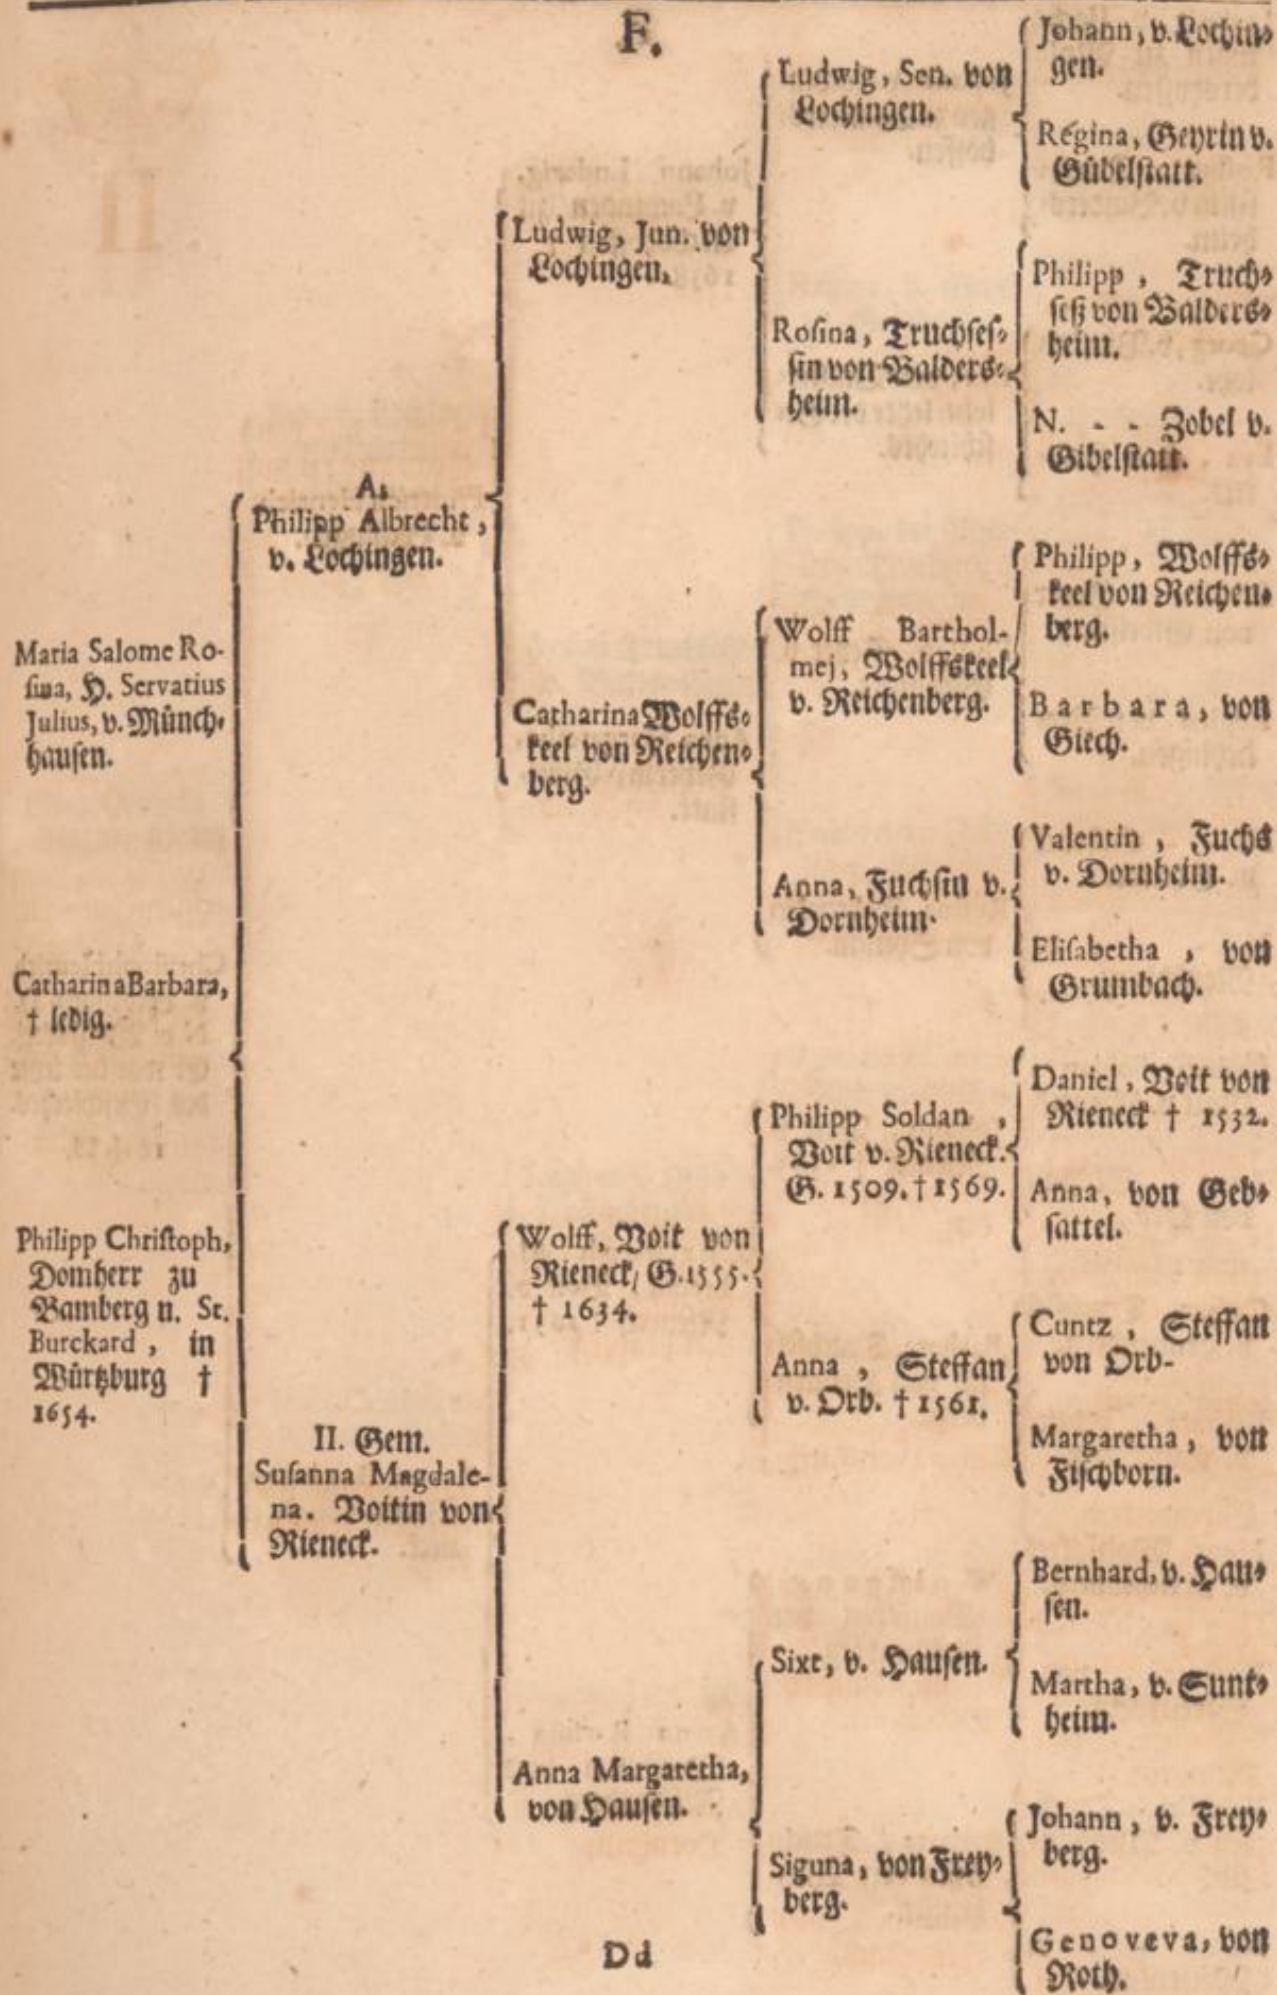 F.
Maria Salome Ro-
sina, H. Servatius
Julius, v. Münch-
hausen.
Catharina Barbara,
† ledig.
Philipp Christoph,
Domherr zu
Bamberg u. St.
Burckard, in
Würtzburg †
1654.
A.
Philipp Albrecht,
v. Lochingen.
II. Gem.
Susanna Magdale-
na. Voitin von
Rieneck.
Ludwig, Jun. von
Lochingen.
Catharina Wolffs-
keel von Reichen-
berg.
Wolff, Voit von
Rieneck, G. 1555.
† 1634.
Anna Margaretha,
von Hausen.
Ludwig, Sen. von
Lochingen.
Rosina, Truchses-
sin von Balders-
heim.
Wolff Barthol-
mej, Wolffskeel
v. Reichenberg.
Anna, Fuchsin v.
Dornheim.
Philipp Soldan,
Voit v. Rieneck.
G. 1509. † 1569.
Anna, Steffan
v. Orb. † 1561.
Sixt, v. Hausen.
Siguna, von Frey-
berg.
Johann, v. Lochin-
gen.
Regina, Geyrin v.
Gübelstatt.
Philipp, Truch-
seß von Balders-
heim.
N. - - Zobel v.
Gibelstatt.
Philipp, Wolffs-
keel von Reichen-
berg.
Barbara, von
Giech.
Valentin, Fuchs
v. Dornheim.
Elisabetha, von
Grumbach.
Daniel, Voit von
Rieneck † 1532.
Anna, von Geb-
sattel.
Cuntz, Steffan
von Orb-
Margaretha, von
Fischborn.
Bernhard, v. Hau-
sen.
Martha, v. Sunt-
heim.
Johann, v. Frey-
berg.
Genoveva, von
Roth.
Dd